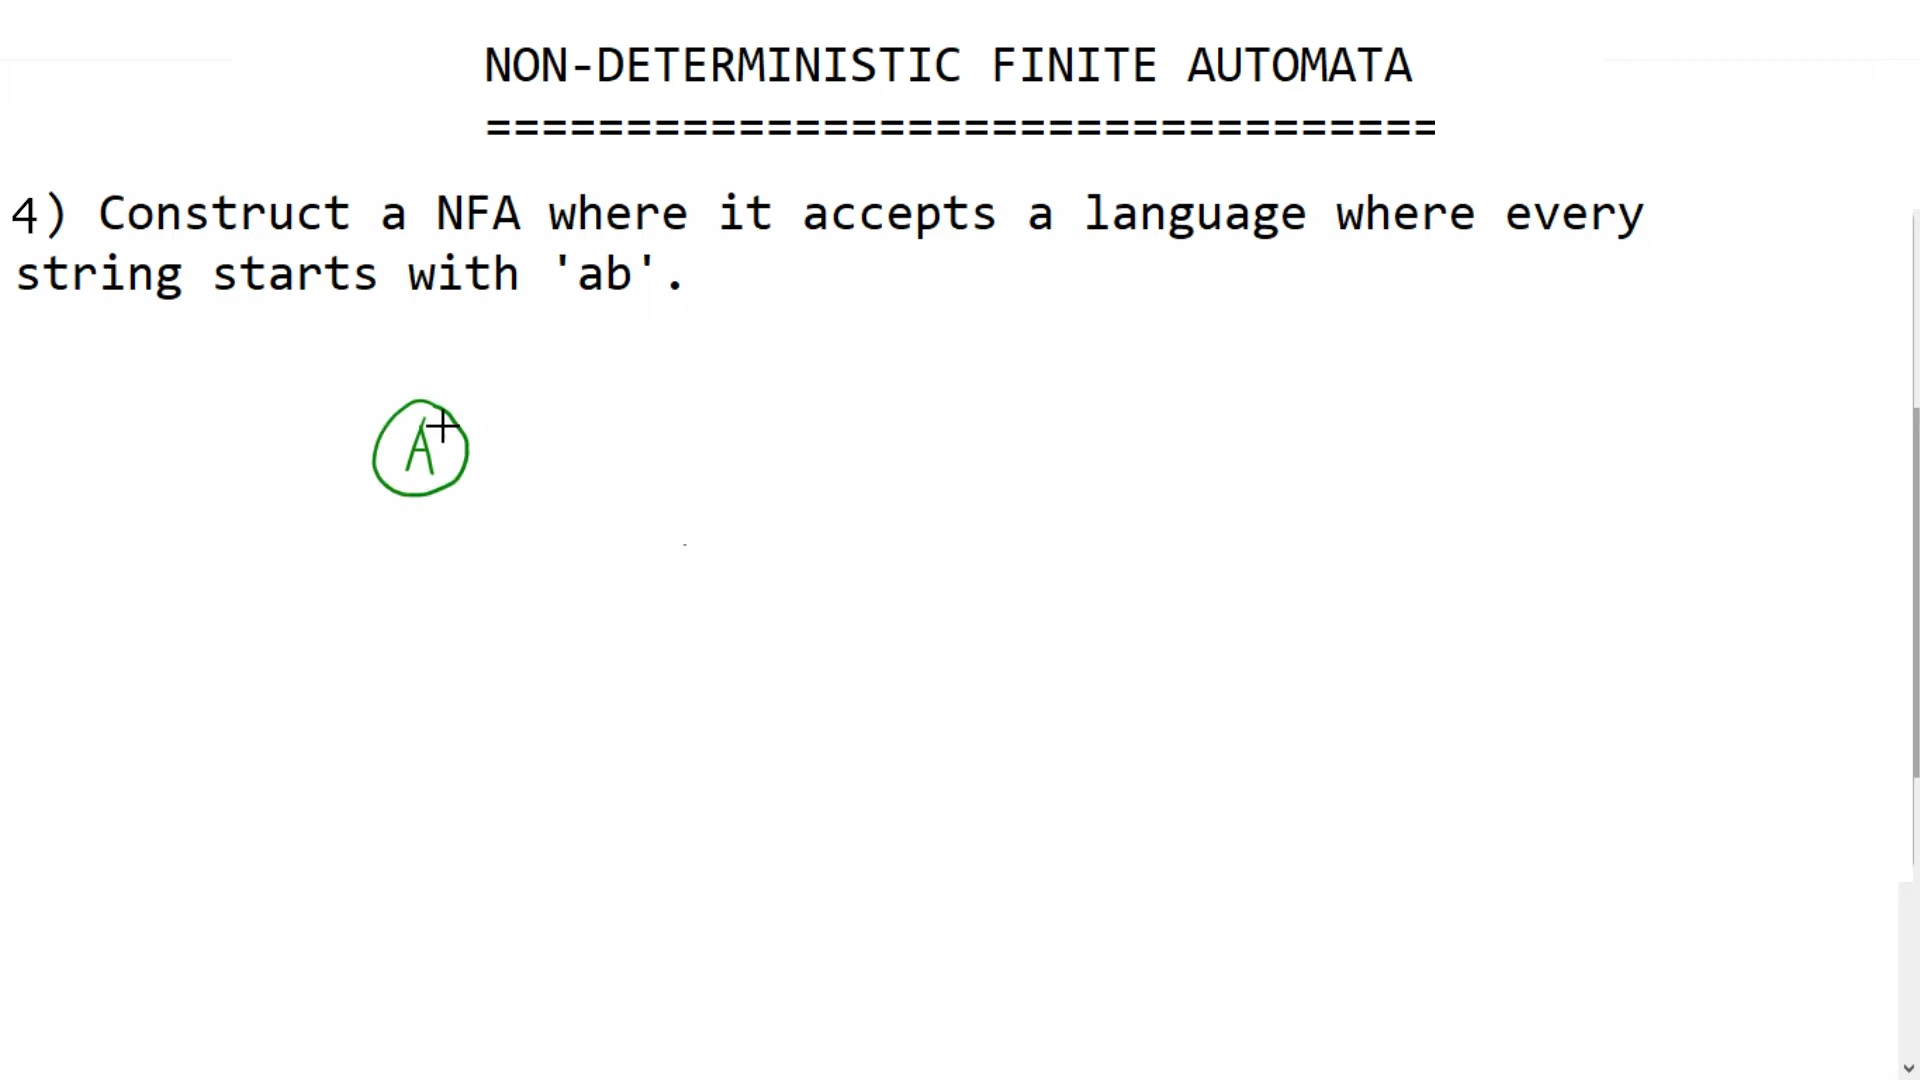 NON-DETERMINISTIC FINITE AUTOMATA
==================================
4) Construct a NFA where it accepts a language where every
string starts with 'ab'.
A